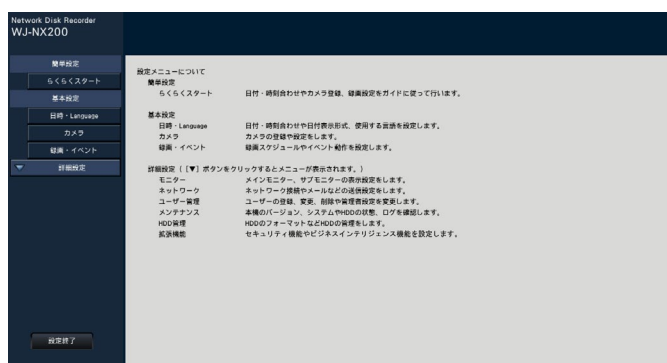 Network Disk Recorder
WJ-NX200
簡単設定
らくらくスタート
基本設定
日時・Language
カメラ
録画・イベント
詳細設定
設定終了
設定メニューについて
簡単設定
らくらくスタート 日付・時刻合わせやカメラ登録、録画設定をガイドに従って行います。
基本設定
日時・Language 日付・時刻合わせや日付表示形式、使用する言語を設定します。
カメラ カメラの登録や設定をします。
録画・イベント 録画スケジュールやイベント動作を設定します。
詳細設定（［▼］ボタンをクリックするとメニューが表示されます。）
モニター メインモニター、サブモニターの表示設定をします。
ネットワーク ネットワーク接続やメールなどの送信設定をします。
ユーザー管理 ユーザーの登録、変更、削除や管理者設定を変更します。
メンテナンス 本機のバージョン、システムやHDDの状態、ログを確認します。
HDD管理 HDDのフォーマットなどHDDの管理をします。
拡張機能 セキュリティ機能やビジネスインテリジェンス機能を設定します。